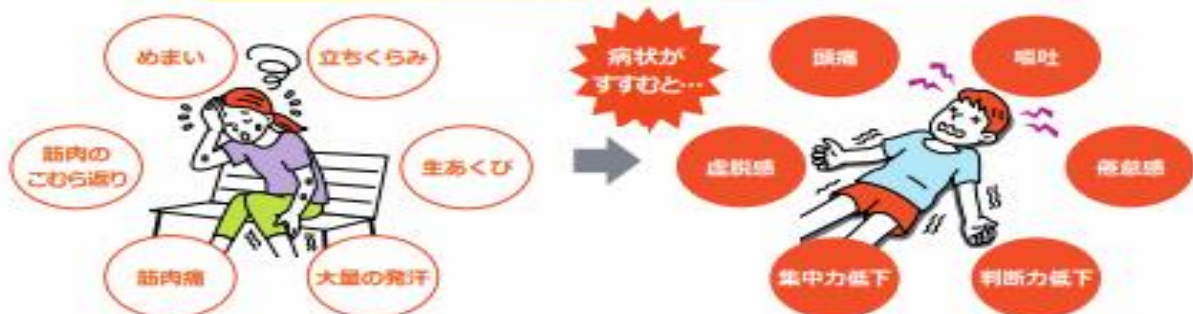 めまい
立ちくらみ
筋肉の
こむら返り
生あくび
筋肉痛
大量の発汗
病状が
すすむと…
頭痛
嘔吐
虚脱感
倦怠感
集中力低下
判断力低下